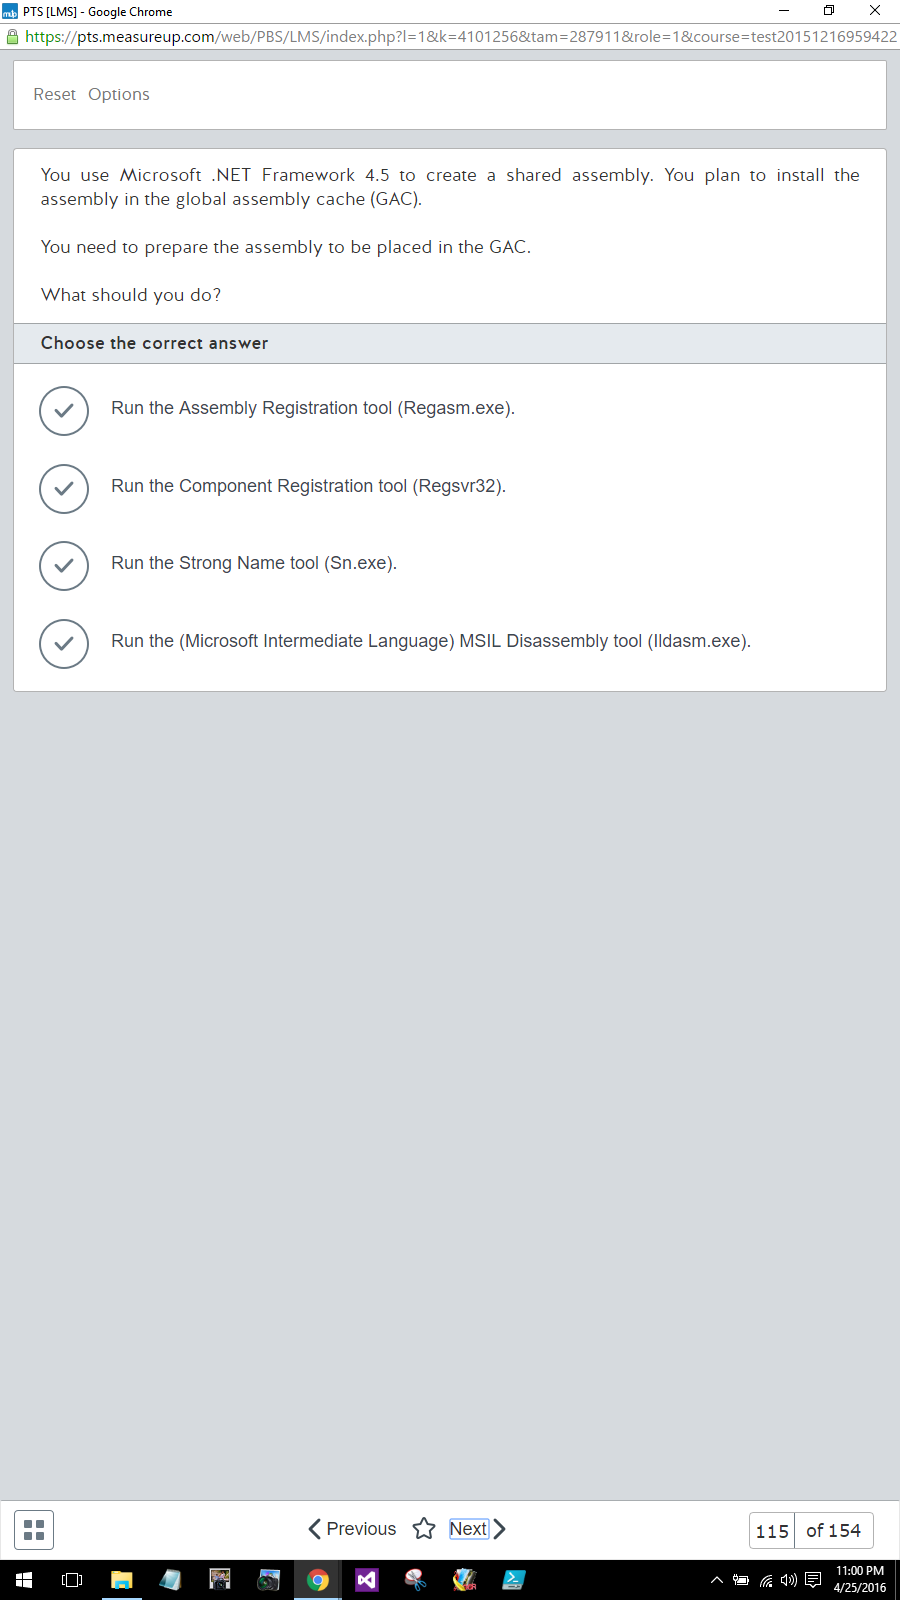 PTS [LMS] - Google Chrome
https://pts.measureup.com/web/PBS/LMS/index.php?l=1&k=4101256&tam=287911&role=1&course=test20151216959422
Reset Options
You use Microsoft .NET Framework 4.5 to create a shared assembly. You plan to install the
assembly in the global assembly cache (GAC).
You need to prepare the assembly to be placed in the GAC.
What should you do?
Choose the correct answer
Run the Assembly Registration tool (Regasm.exe).
Run the Component Registration tool (Regsvr32).
Run the Strong Name tool (Sn.exe).
Run the (Microsoft Intermediate Language) MSIL Disassembly tool (Ildasm.exe).
Previous Next 115 of 154
11:00 PM
4/25/2016